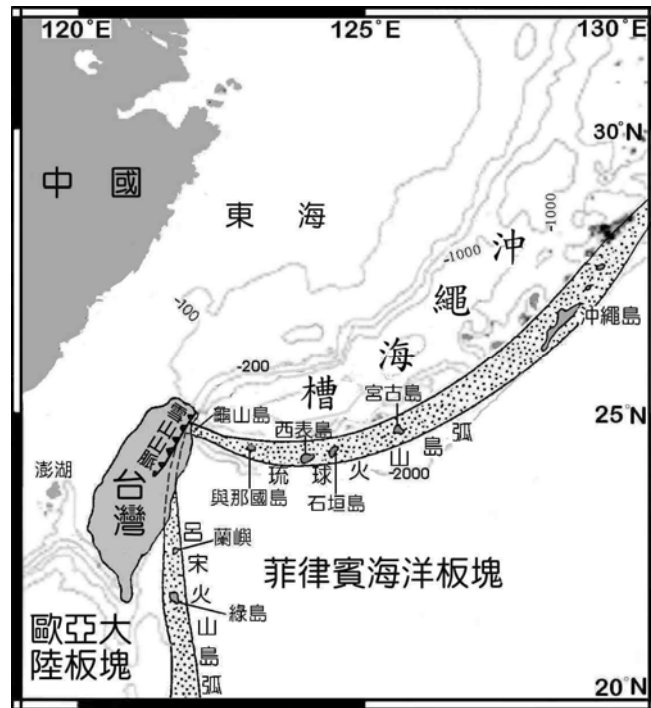 120°E
125°E
130°E
30°N
中國
東海
-1000
-1000
沖繩海槽
-100
沖繩島
-200
宮古島
25°N
龜山島
西表島
雪山山脈
琉球火山島弧
-2000
澎湖
台灣
與那國島
石垣島
呂宋火山島弧
蘭嶼
菲律賓海洋板塊
綠島
歐亞大
陸板塊
20°N